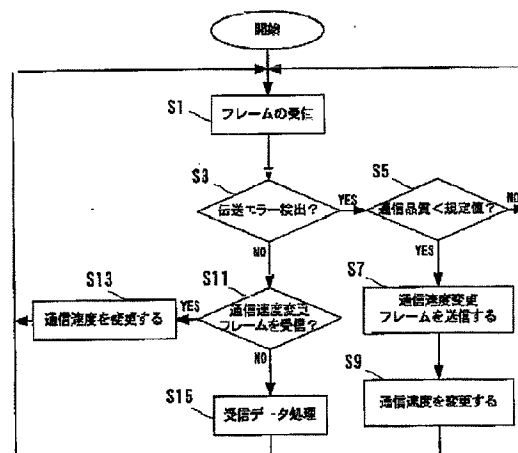 開始
S1
フレームの受信
S3
伝送エラー検出?
YES
NO
S5
通信品質<規定値?
NO
YES
S7
通信速度変更
フレームを送信する
S9
通信速度を変更する
S11
通信速度変更
フレームを受信?
YES
NO
S13
通信速度を変更する
S15
受信データ処理